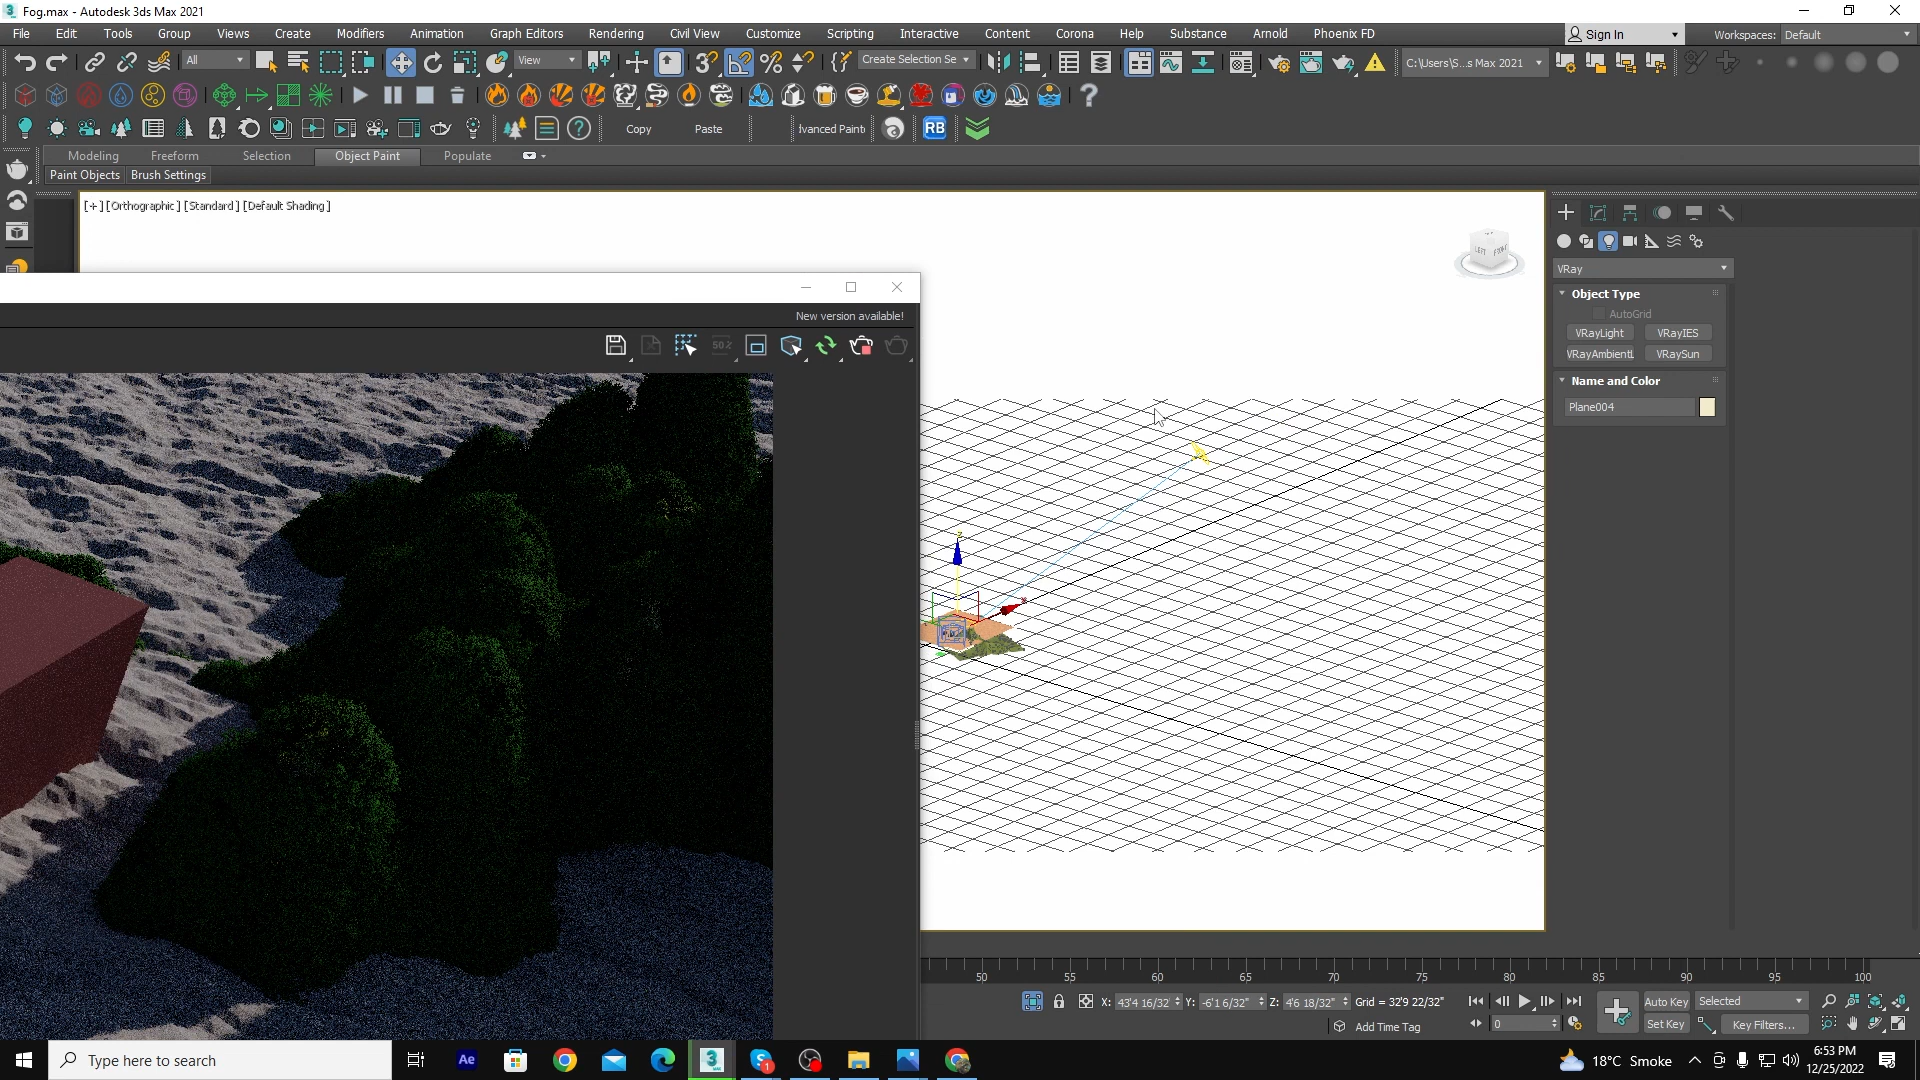 Fog.max - Autodesk 3ds Max 2021
File Edit Tools Group Views Create Modifiers Animation Graph Editors Rendering Civil View Customize Scripting Interactive Content Corona Help Substance Arnold Phoenix FD Sign In Workspaces: Default
All View Create Selection Se C:\Users\S...s Max 2021
Copy Paste lvanced Painte RB
Modeling Freeform Selection Object Paint Populate
Paint Objects Brush Settings
[+] [Orthographic] [Standard] [Default Shading]
LEFT FRONT
VRay
Object Type
AutoGrid
VRayLight VRayIES
VRayAmbientL VRaySun
Name and Color
Plane004
New version available!
z
x
50 55 60 65 70 75 80 85 90 95 100
X: 43'4 16/32" Y: -6'1 6/32" Z: 4'6 18/32" Grid = 32'9 22/32" Auto Key Selected
Add Time Tag 0 Set Key Key Filters...
Type here to search Ae 3 1 18°C Smoke 6:53 PM
12/25/2022